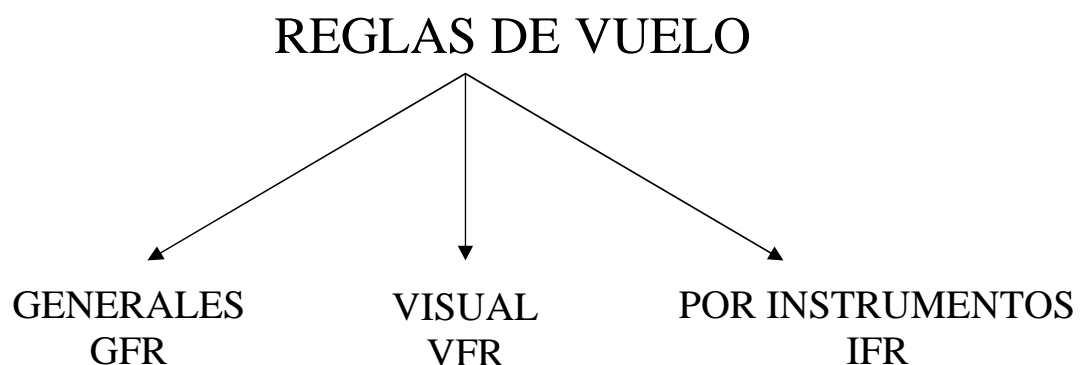 REGLAS DE VUELO
GENERALES
GFR
VISUAL
VFR
POR INSTRUMENTOS
IFR